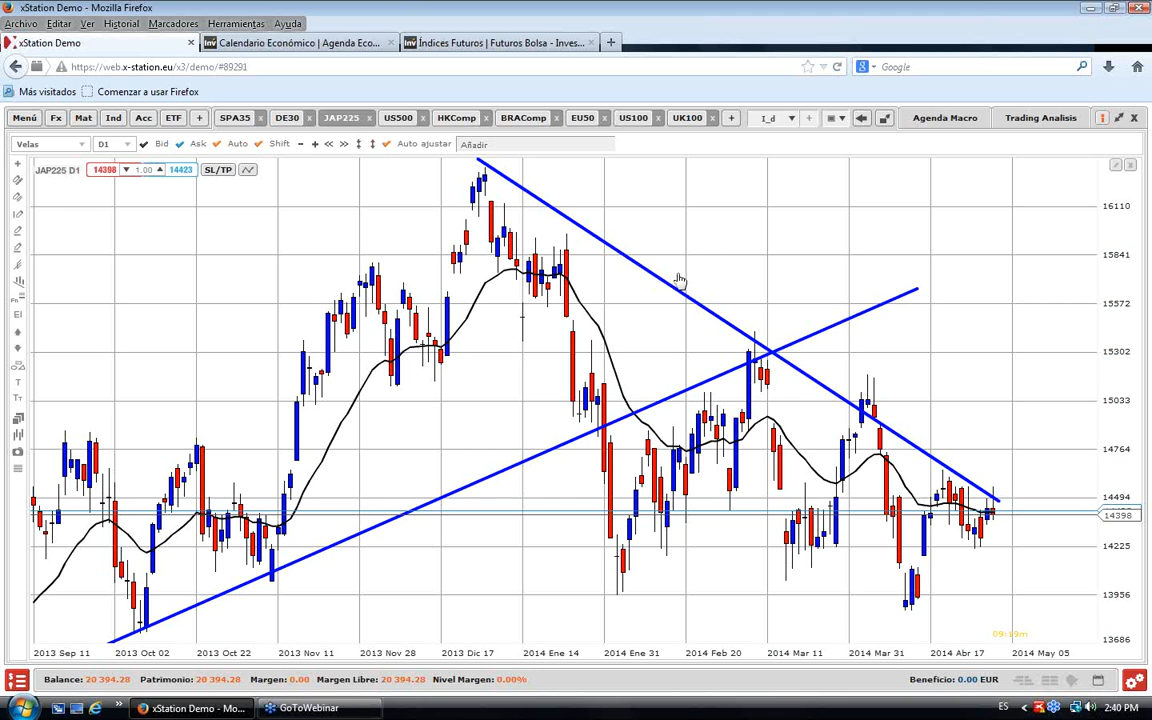 xStation Demo - Mozilla Firefox
Archivo Editar Ver Historial Marcadores Herramientas Ayuda
xStation Demo × Calendario Económico | Agenda Eco... × Índices Futuros | Futuros Bolsa - Inves... × +
https://web.x-station.eu/x3/demo/#89291 Google
Más visitados Comenzar a usar Firefox
Menú Fx Mat Ind Acc ETF + SPA35 x DE30 x JAP225 x US500 x HKComp x BRAComp x EU50 x US100 x UK100 x + I_d + Agenda Macro Trading Analisis
Velas D1 Bid Ask Auto Shift - + << >> Auto ajustar Añadir
JAP225 D1 14398 1.00 14423 SL/TP
16110
15841
15572
15302
15033
14764
14494
14398
14225
13956
13686
09:19m
2013 Sep 11 2013 Oct 02 2013 Oct 22 2013 Nov 11 2013 Nov 28 2013 Dic 17 2014 Ene 14 2014 Ene 31 2014 Feb 20 2014 Mar 11 2014 Mar 31 2014 Abr 17 2014 May 05
Balance: 20 394.28 Patrimonio: 20 394.28 Margen: 0.00 Margen Libre: 20 394.28 Nivel Margen: 0.00% Beneficio: 0.00 EUR
xStation Demo - Mo... GoToWebinar ES 2:40 PM